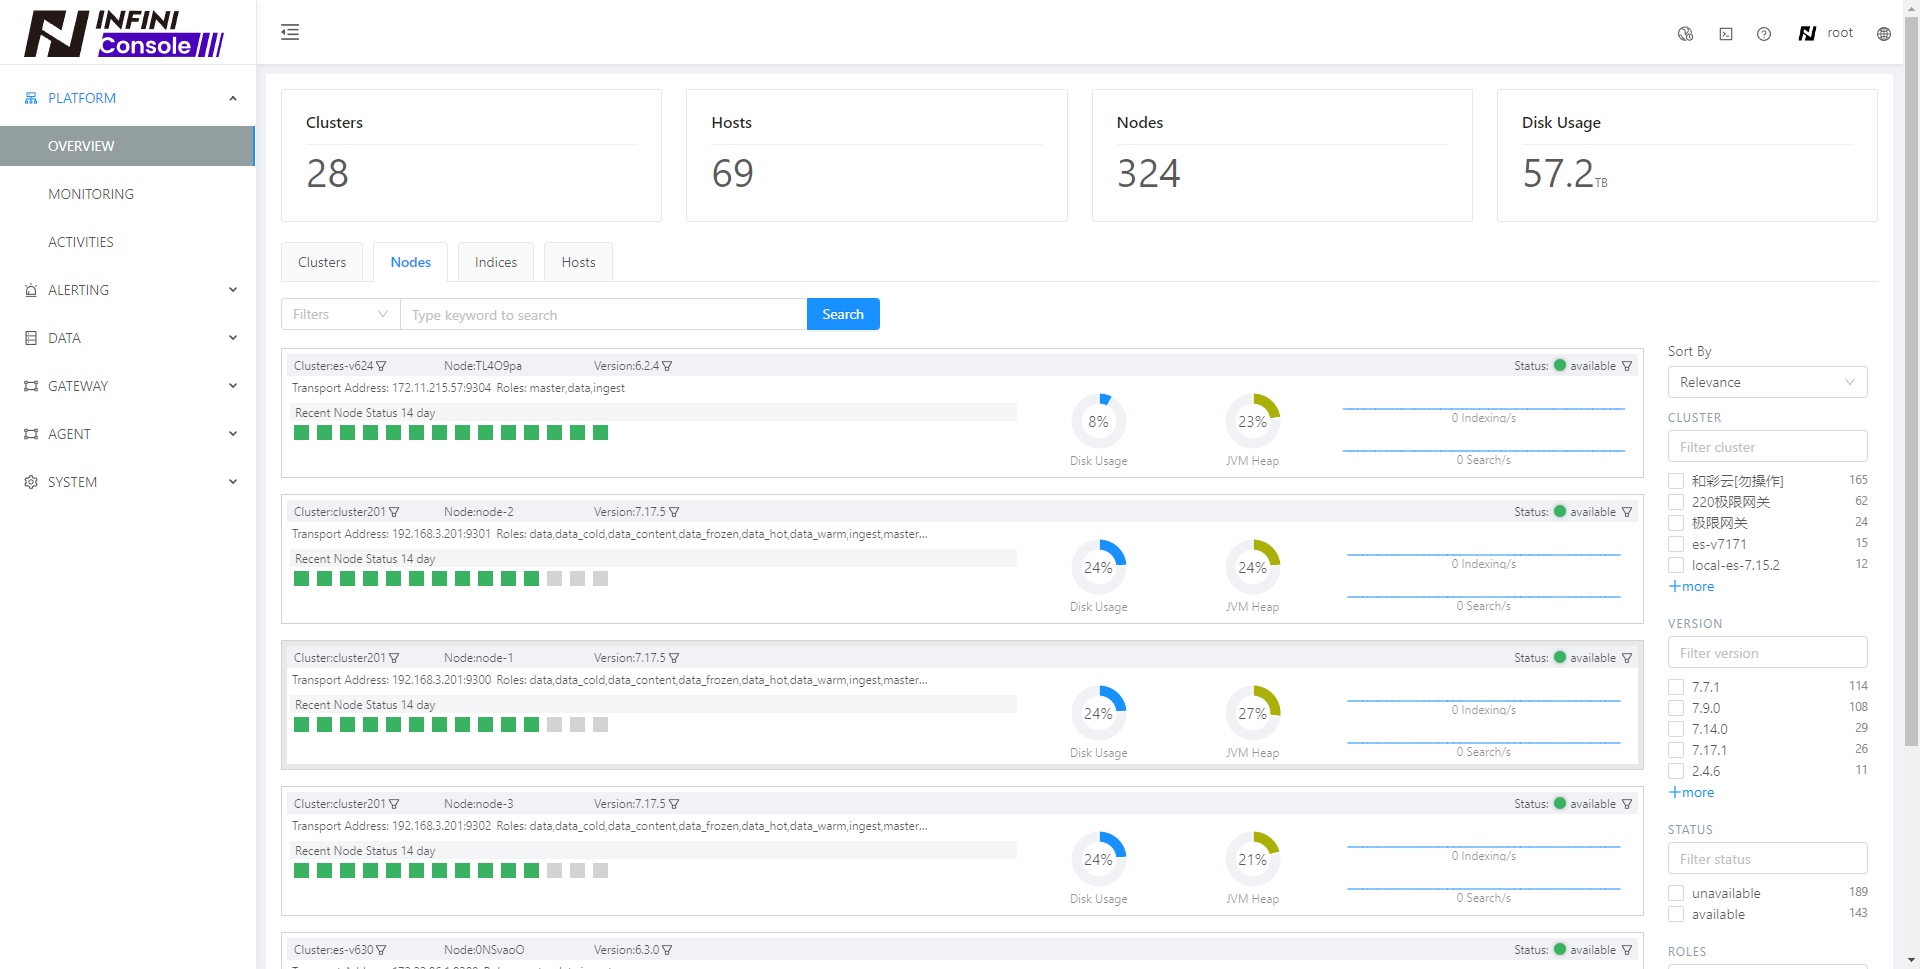 INFINI
Console
root
PLATFORM
OVERVIEW
MONITORING
ACTIVITIES
ALERTING
DATA
GATEWAY
AGENT
SYSTEM
Clusters
28
Hosts
69
Nodes
324
Disk Usage
57.2TB
Clusters
Nodes
Indices
Hosts
Filters
Type keyword to search
Search
Cluster:es-v624 Node:TL4O9pa Version:6.2.4 Status: available
Transport Address: 172.11.215.57:9304 Roles: master,data,ingest
Recent Node Status 14 day
8%
Disk Usage
23%
JVM Heap
0 Indexing/s
0 Search/s
Cluster:cluster201 Node:node-2 Version:7.17.5 Status: available
Transport Address: 192.168.3.201:9301 Roles: data,data_cold,data_content,data_frozen,data_hot,data_warm,ingest,master...
Recent Node Status 14 day
24%
Disk Usage
24%
JVM Heap
0 Indexing/s
0 Search/s
Cluster:cluster201 Node:node-1 Version:7.17.5 Status: available
Transport Address: 192.168.3.201:9300 Roles: data,data_cold,data_content,data_frozen,data_hot,data_warm,ingest,master...
Recent Node Status 14 day
24%
Disk Usage
27%
JVM Heap
0 Indexing/s
0 Search/s
Cluster:cluster201 Node:node-3 Version:7.17.5 Status: available
Transport Address: 192.168.3.201:9302 Roles: data,data_cold,data_content,data_frozen,data_hot,data_warm,ingest,master...
Recent Node Status 14 day
24%
Disk Usage
21%
JVM Heap
0 Indexing/s
0 Search/s
Cluster:es-v630 Node:0NSvaoO Version:6.3.0 Status: available
Sort By
Relevance
CLUSTER
Filter cluster
和彩云[勿操作] 165
220极限网关 62
极限网关 24
es-v7171 15
local-es-7.15.2 12
+more
VERSION
Filter version
7.7.1 114
7.9.0 108
7.14.0 29
7.17.1 26
2.4.6 11
+more
STATUS
Filter status
unavailable 189
available 143
ROLES